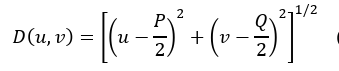 D(u, v) = [(u − P/2)² + (v − Q/2)²]^{1/2} (